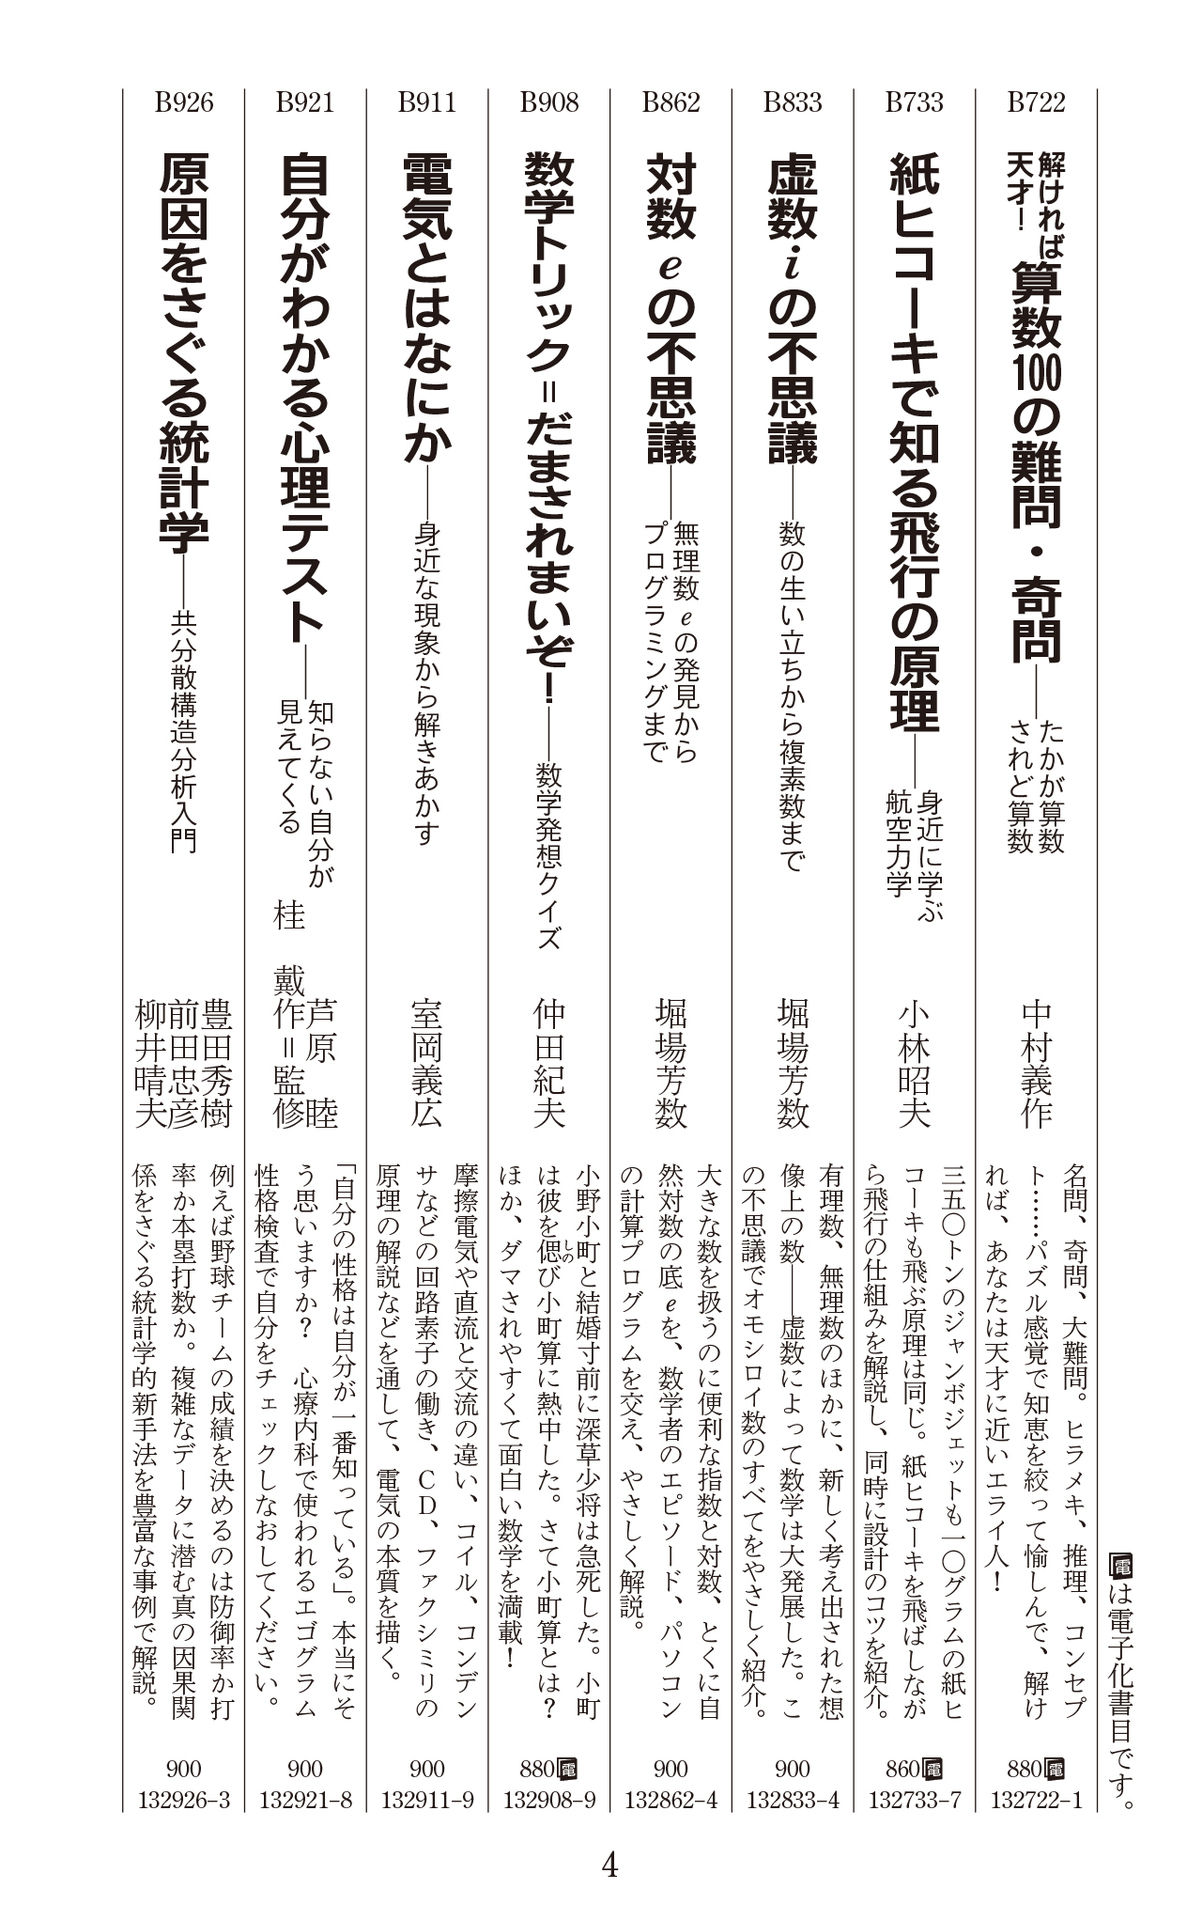 電は電子化書目です。
B722
解ければ
天才！
算数100の難問・奇問
――たかが算数
されど算数
中村義作
名問、奇問、大難問。ヒラメキ、推理、コンセプ
ト……パズル感覚で知恵を絞って愉しんで、解け
れば、あなたは天才に近いエライ人！
880電
132722-1
B733
紙ヒコーキで知る飛行の原理
――身近に学ぶ
航空力学
小林昭夫
三五〇トンのジャンボジェットも一〇グラムの紙ヒ
コーキも飛ぶ原理は同じ。紙ヒコーキを飛ばしなが
ら飛行の仕組みを解説し、同時に設計のコツを紹介。
860電
132733-7
B833
虚数iの不思議
――数の生い立ちから複素数まで
堀場芳数
有理数、無理数のほかに、新しく考え出された想
像上の数――虚数によって数学は大発展した。こ
の不思議でオモシロイ数のすべてをやさしく紹介。
900
132833-4
B862
対数eの不思議
――無理数eの発見から
プログラミングまで
堀場芳数
大きな数を扱うのに便利な指数と対数、とくに自
然対数の底eを、数学者のエピソード、パソコン
の計算プログラムを交え、やさしく解説。
900
132862-4
B908
数学トリック＝だまされまいぞ！
――数学発想クイズ
仲田紀夫
小野小町と結婚寸前に深草少将は急死した。小町
は彼を偲び小町算に熱中した。さて小町算とは？
しの
ほか、ダマされやすくて面白い数学を満載！
880電
132908-9
B911
電気とはなにか
――身近な現象から解きあかす
室岡義広
摩擦電気や直流と交流の違い、コイル、コンデン
サなどの回路素子の働き、CD、ファクシミリの
原理の解説などを通して、電気の本質を描く。
900
132911-9
B921
自分がわかる心理テスト
――知らない自分が
見えてくる
芦原 睦
桂 戴作＝監修
「自分の性格は自分が一番知っている」。本当にそ
う思いますか？ 心療内科で使われるエゴグラム
性格検査で自分をチェックしなおしてください。
900
132921-8
B926
原因をさぐる統計学
――共分散構造分析入門
豊田秀樹
前田忠彦
柳井晴夫
例えば野球チームの成績を決めるのは防御率か打
率か本塁打数か。複雑なデータに潜む真の因果関
係をさぐる統計学的新手法を豊富な事例で解説。
900
132926-3
4